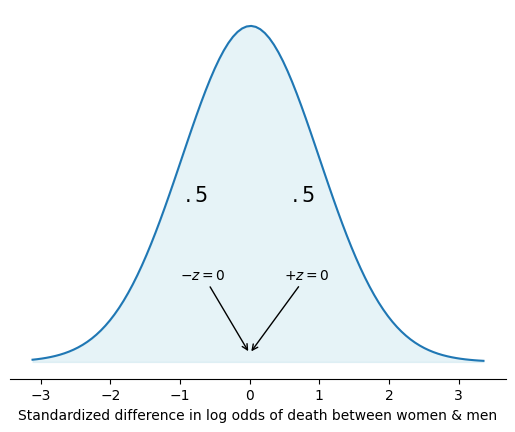 .5 .5
−z = 0 +z = 0
−3 −2 −1 0 1 2 3
Standardized difference in log odds of death between women & men